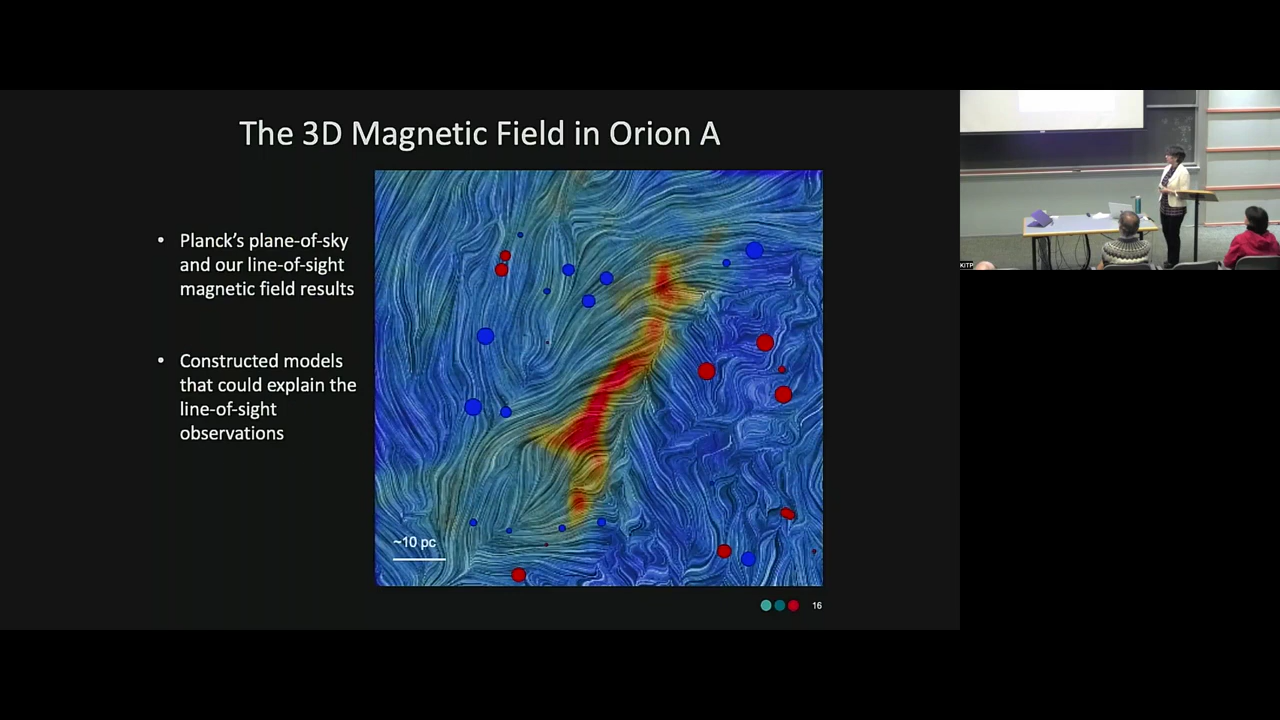 The 3D Magnetic Field in Orion A
• Planck's plane-of-sky
and our line-of-sight
magnetic field results
• Constructed models
that could explain the
line-of-sight
observations
~10 pc
16
KITP